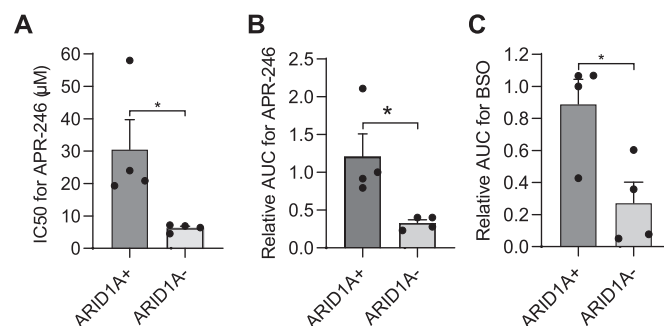 A
IC50 for APR-246 (µM)
60
50
40
30
20
10
0
*
ARID1A+
ARID1A-
B
Relative AUC for APR-246
2.5
2.0
1.5
1.0
0.5
0.0
*
ARID1A+
ARID1A-
C
Relative AUC for BSO
1.2
1.0
0.8
0.6
0.4
0.2
0.0
*
ARID1A+
ARID1A-